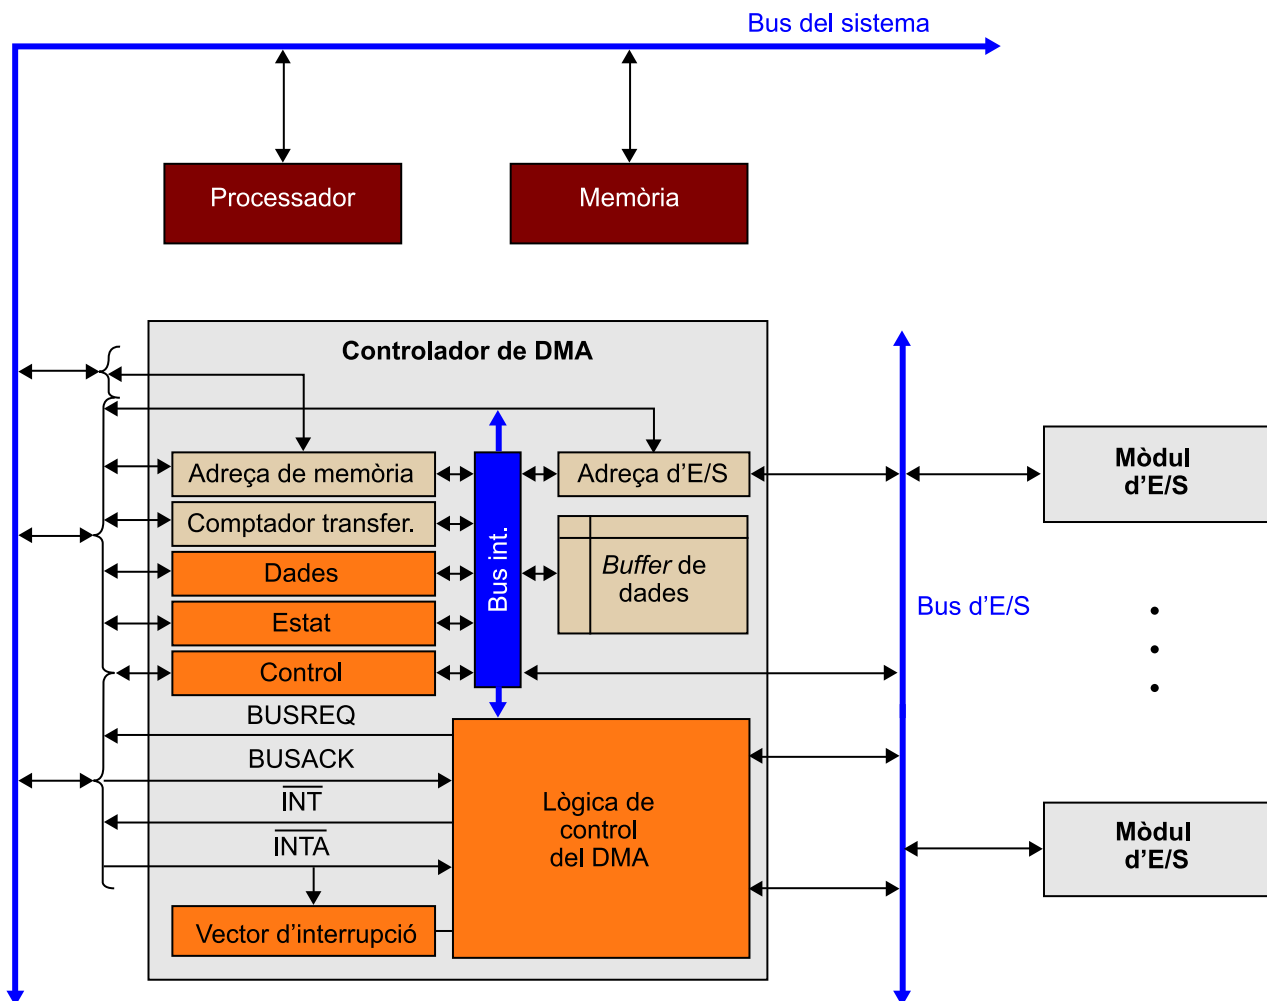 Bus del sistema
Processador
Memòria
Controlador de DMA
Adreça de memòria
Adreça d’E/S
Comptador transfer.
Dades
Estat
Control
Bus int.
Buffer de
dades
Mòdul
d’E/S
Bus d’E/S
BUSREQ
BUSACK
INT
INTA
Lògica de
control
del DMA
Vector d’interrupció
Mòdul
d’E/S